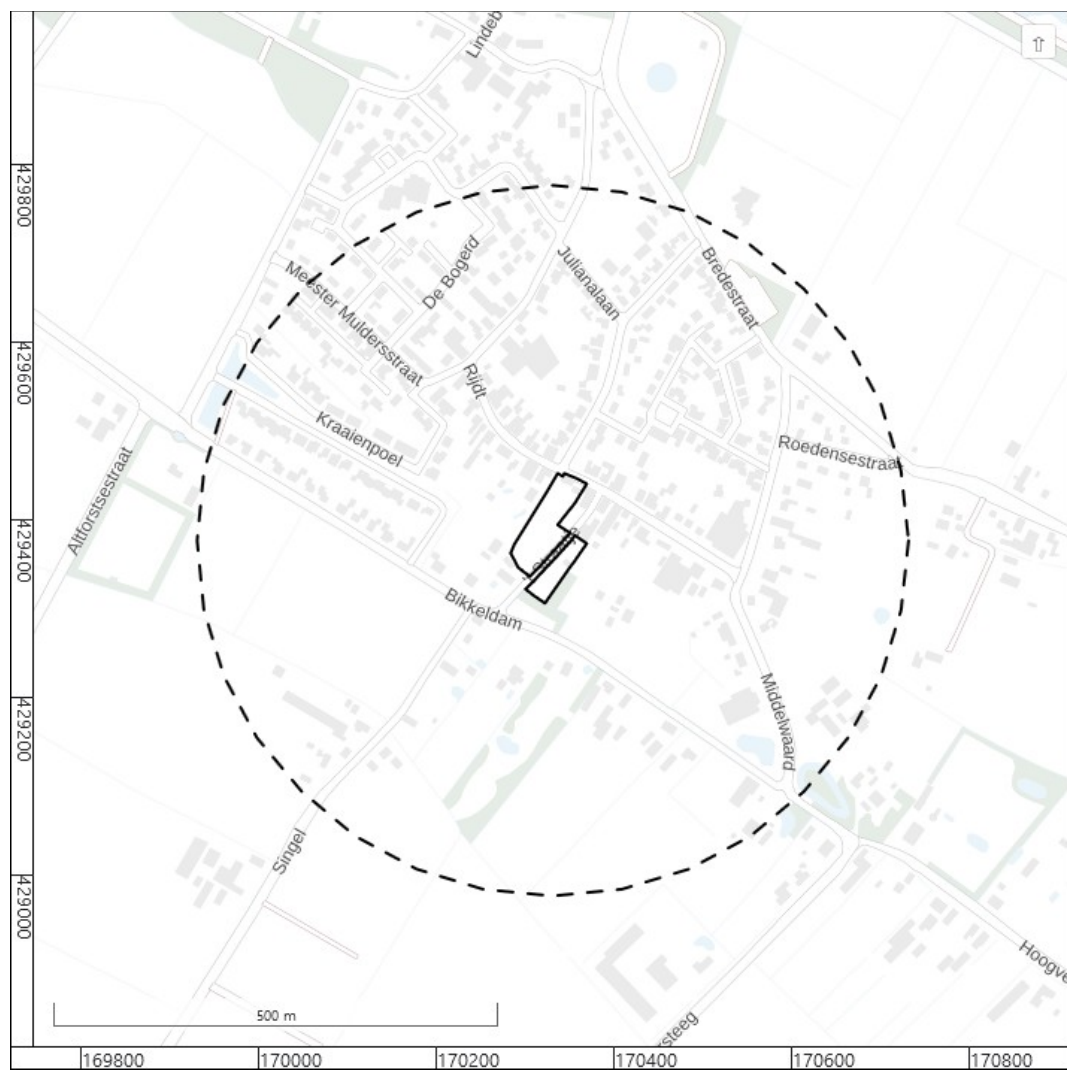 Lindeb
⇧
429800
Bredestraat
Julianalaan
De Bogerd
Meester Muldersstraat
429600
Rijdt
Kraaienpoel
Roedensestraat
Altforstsestraat
429400
Bikkeldam
429200
Middelwaard
Singel
429000
Hoogve
500 m
rsteeg
169800
170000
170200
170400
170600
170800